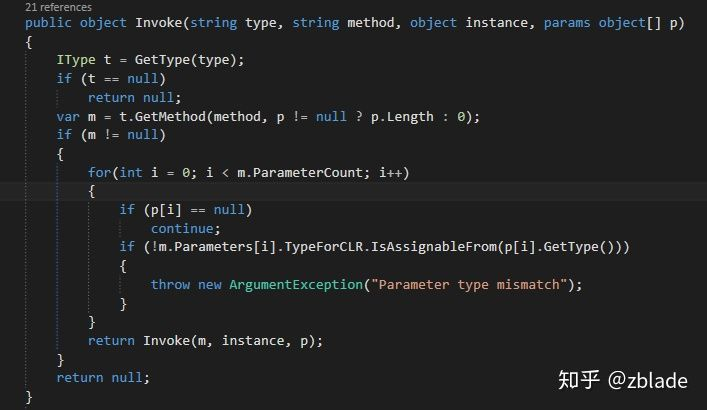 21 references
public object Invoke(string type, string method, object instance, params object[] p)
{
    IType t = GetType(type);
    if (t == null)
        return null;
    var m = t.GetMethod(method, p != null ? p.Length : 0);
    if (m != null)
    {
        for(int i = 0; i < m.ParameterCount; i++)
        {
            if (p[i] == null)
                continue;
            if (!m.Parameters[i].TypeForCLR.IsAssignableFrom(p[i].GetType()))
            {
                throw new ArgumentException("Parameter type mismatch");
            }
        }
        return Invoke(m, instance, p);
    }
    return null;
}
知乎 @zblade